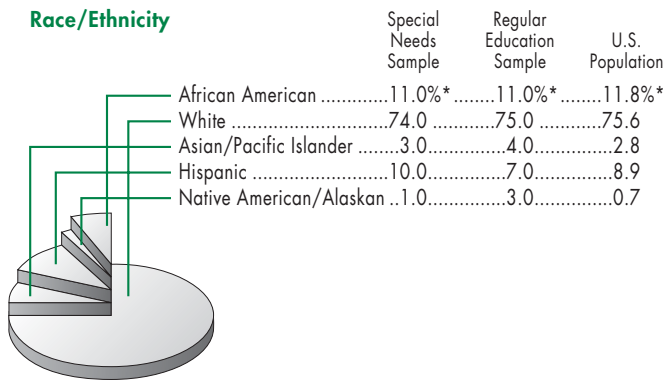 Race/Ethnicity
Special Needs Sample
Regular Education Sample
U.S. Population
African American .............11.0%*........11.0%*........11.8%*
White ..............................74.0 ............75.0 ............75.6
Asian/Pacific Islander ........3.0..............4.0...............2.8
Hispanic ..........................10.0..............7.0...............8.9
Native American/Alaskan ..1.0...............3.0...............0.7